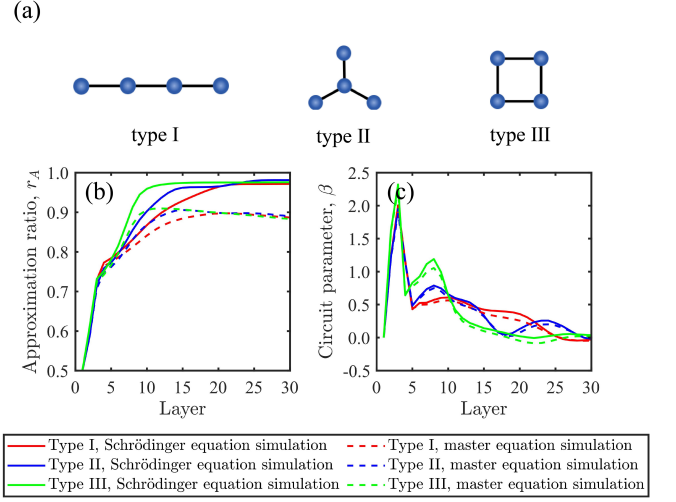 (a)
type I
type II
type III
(b)
Approximation ratio, r_A
1.0
0.9
0.8
0.7
0.6
0.5
0
5
10
15
20
25
30
Layer
(c)
Circuit parameter, β
2.5
2.0
1.5
1.0
0.5
0.0
-0.5
0
5
10
15
20
25
30
Layer
Type I, Schrödinger equation simulation
Type II, Schrödinger equation simulation
Type III, Schrödinger equation simulation
Type I, master equation simulation
Type II, master equation simulation
Type III, master equation simulation